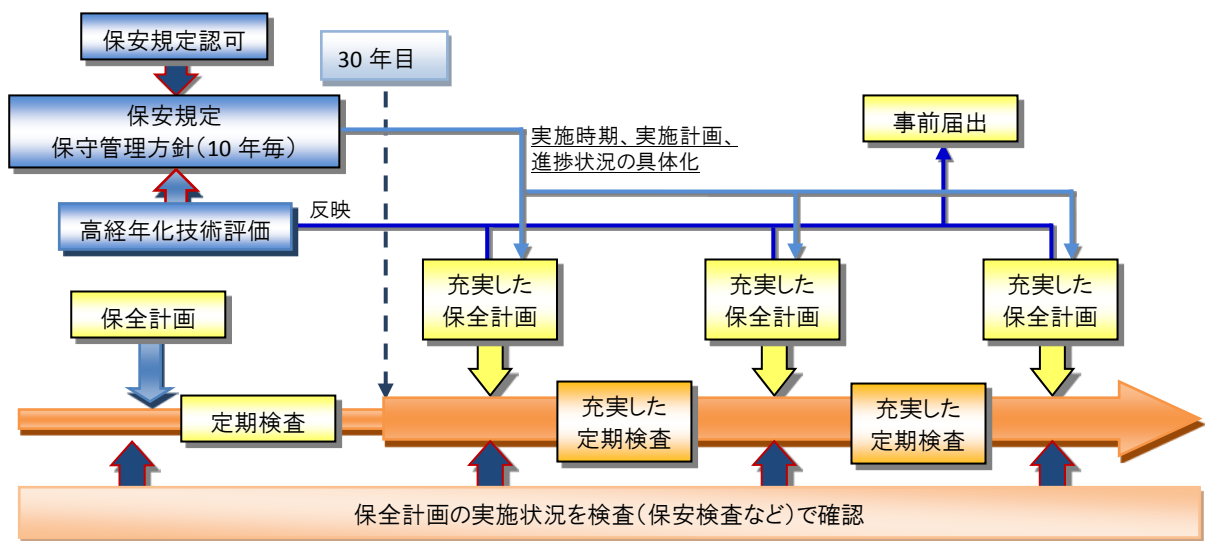 保安規定認可
30 年目
保安規定
保守管理方針(10 年毎)
事前届出
実施時期、実施計画、
進捗状況の具体化
高経年化技術評価
反映
充実した
保全計画
充実した
保全計画
充実した
保全計画
保全計画
定期検査
充実した
定期検査
充実した
定期検査
保全計画の実施状況を検査(保安検査など)で確認